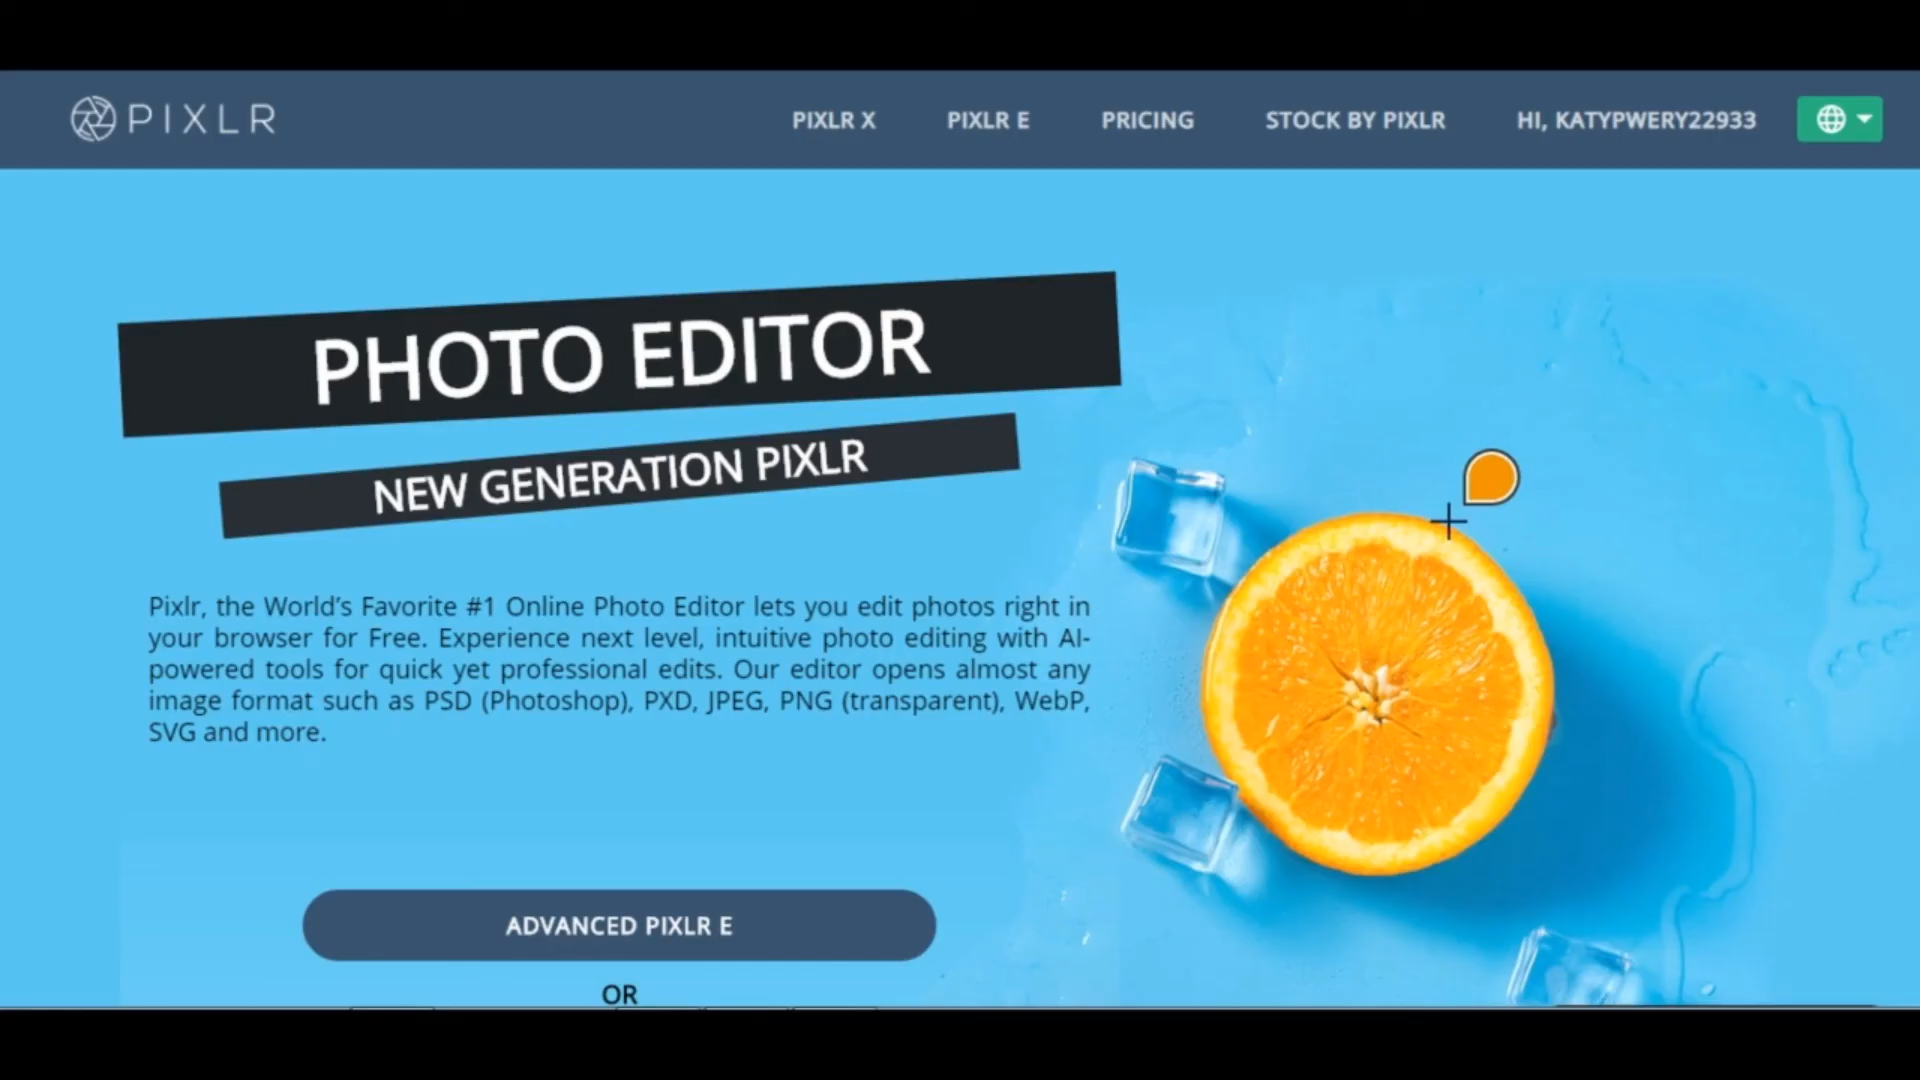 PIXLR
PIXLR X
PIXLR E
PRICING
STOCK BY PIXLR
HI, KATYPWERY22933
PHOTO EDITOR
NEW GENERATION PIXLR
Pixlr, the World's Favorite #1 Online Photo Editor lets you edit photos right in
your browser for Free. Experience next level, intuitive photo editing with AI-
powered tools for quick yet professional edits. Our editor opens almost any
image format such as PSD (Photoshop), PXD, JPEG, PNG (transparent), WebP,
SVG and more.
ADVANCED PIXLR E
OR